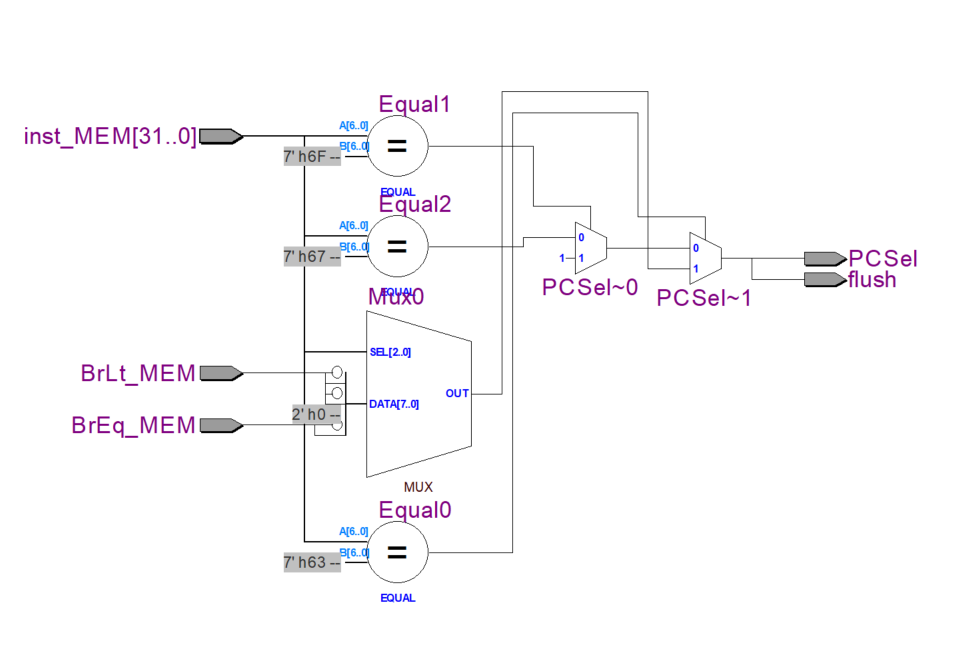 Equal1
inst_MEM[31..0]
A[6..0]
B[6..0]
7' h6F --
=
EQUAL
Equal2
A[6..0]
B[6..0]
7' h67 --
=
EQUAL
0
1
1
PCSel~0
0
1
PCSel~1
PCSel
flush
Mux0
SEL[2..0]
BrLt_MEM
DATA[7..0]
OUT
2' h0 --
BrEq_MEM
MUX
Equal0
A[6..0]
B[6..0]
7' h63 --
=
EQUAL